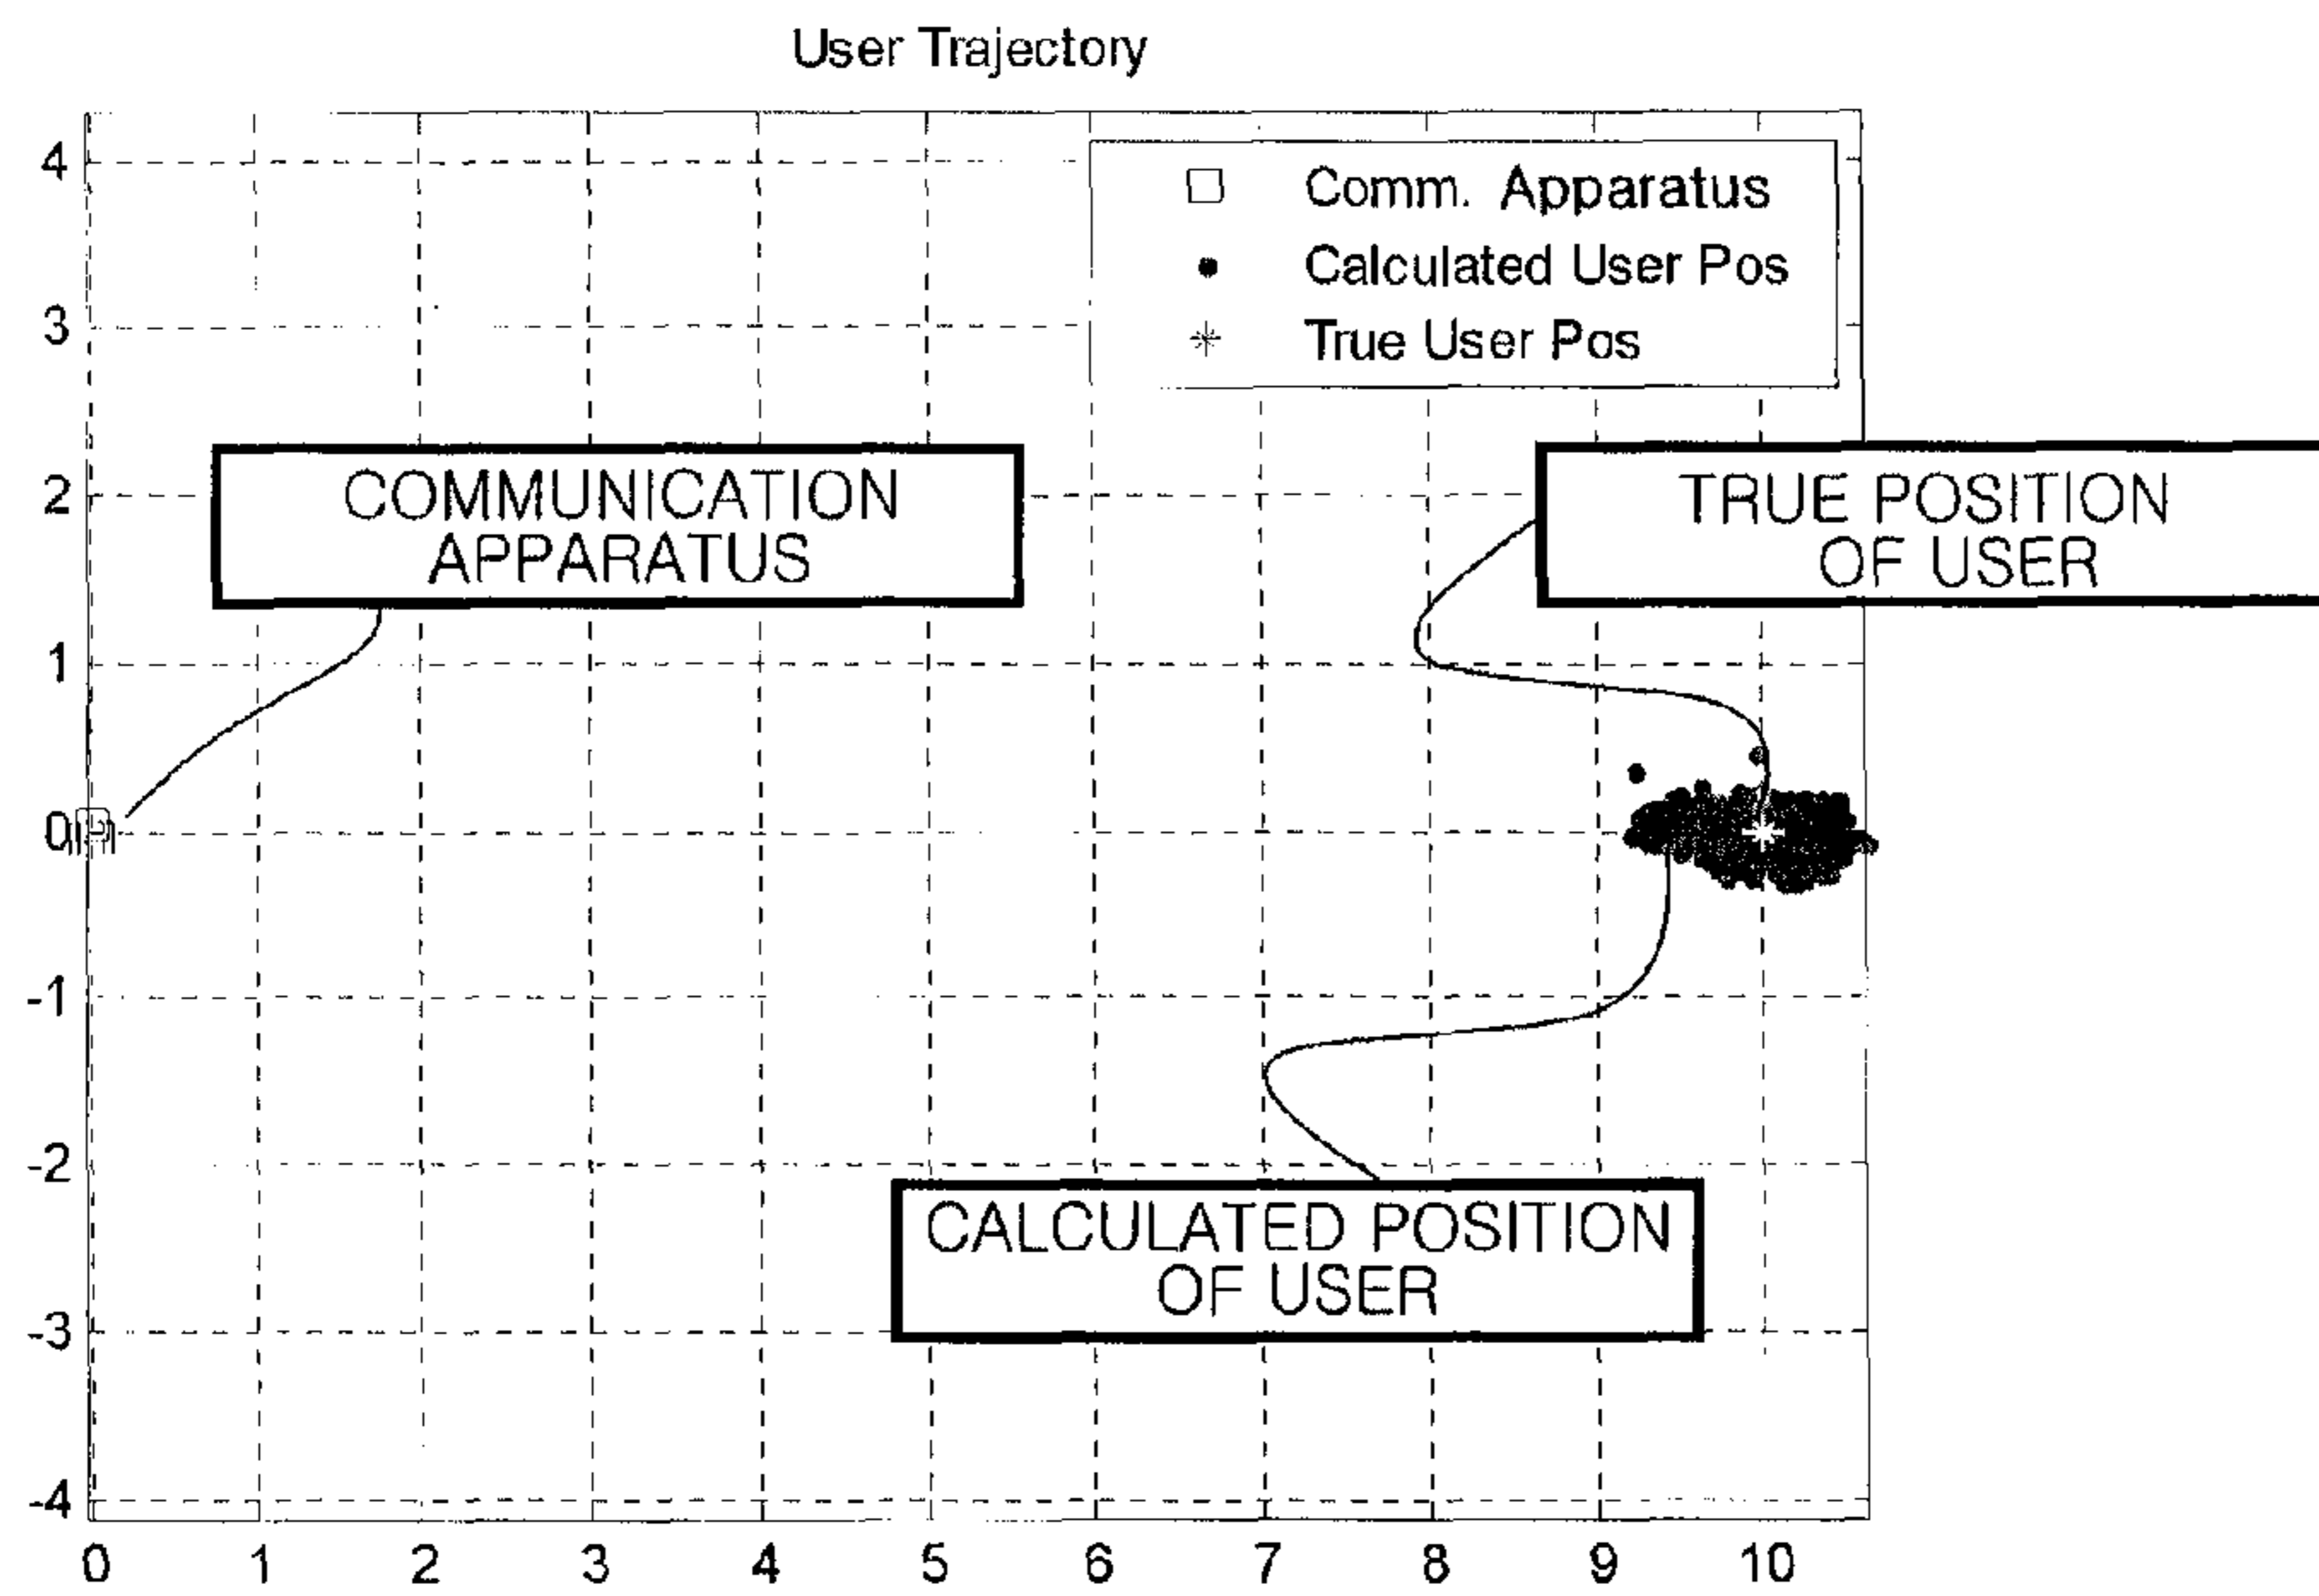 User Trajectory
4
3
2
1
0
-1
-2
-3
-4
Comm. Apparatus
Calculated User Pos
True User Pos
COMMUNICATION
APPARATUS
TRUE POSITION
OF USER
CALCULATED POSITION
OF USER
0 1 2 3 4 5 6 7 8 9 10